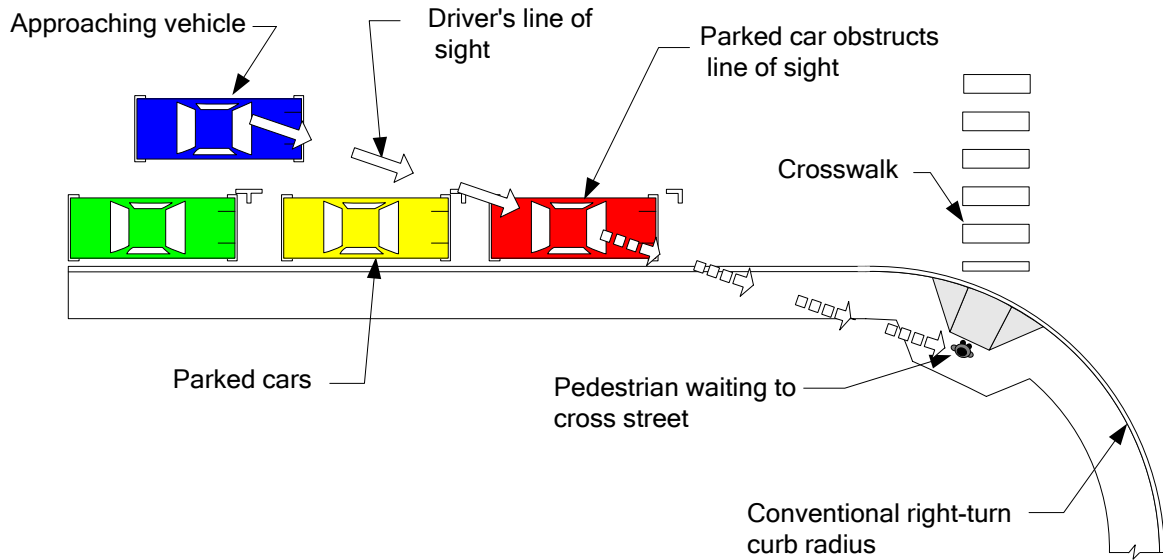 Approaching vehicle
Driver's line of
sight
Parked car obstructs
line of sight
Crosswalk
Parked cars
Pedestrian waiting to
cross street
Conventional right-turn
curb radius